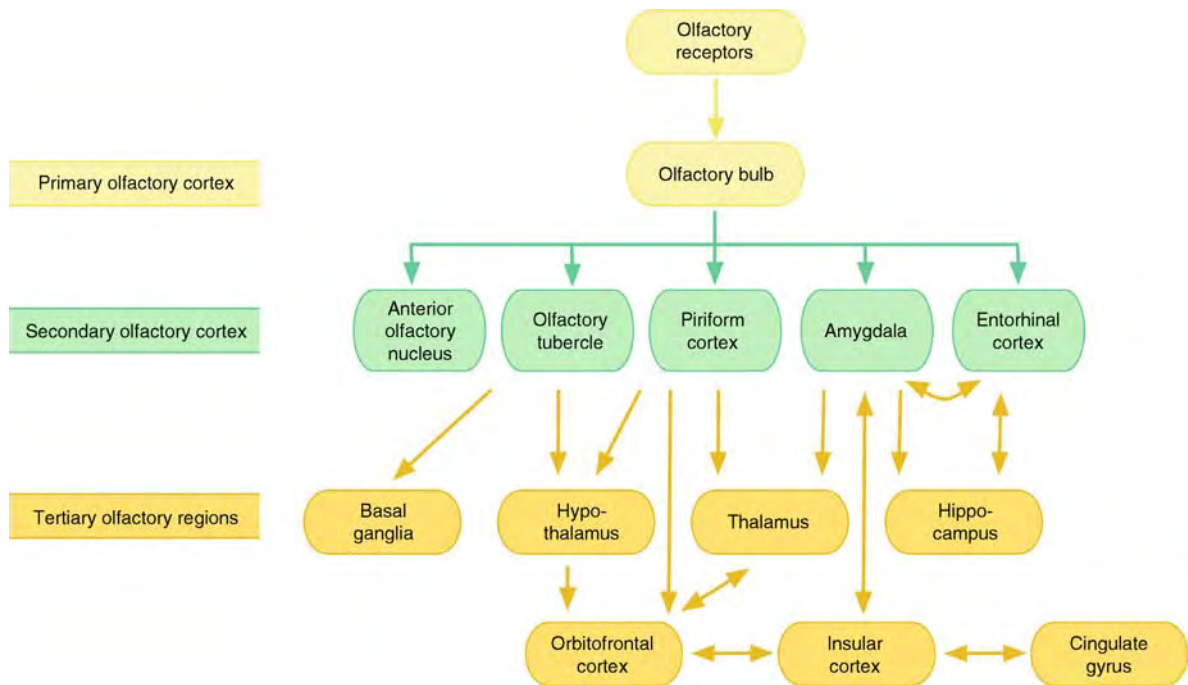 Olfactory
receptors
Primary olfactory cortex
Olfactory bulb
Secondary olfactory cortex
Anterior
olfactory
nucleus
Olfactory
tubercle
Piriform
cortex
Amygdala
Entorhinal
cortex
Tertiary olfactory regions
Basal
ganglia
Hypo-
thalamus
Thalamus
Hippo-
campus
Orbitofrontal
cortex
Insular
cortex
Cingulate
gyrus